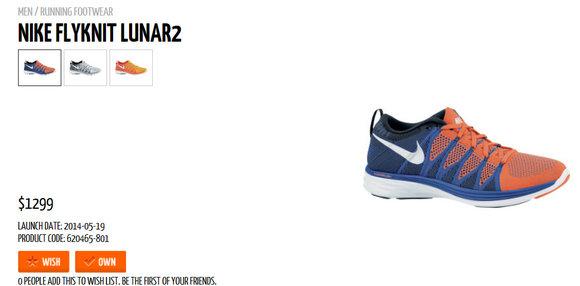 MEN / RUNNING FOOTWEAR
NIKE FLYKNIT LUNAR2
$1299
LAUNCH DATE: 2014-05-19
PRODUCT CODE: 620465-801
WISH OWN
0 PEOPLE ADD THIS TO WISH LIST. BE THE FIRST OF YOUR FRIENDS.